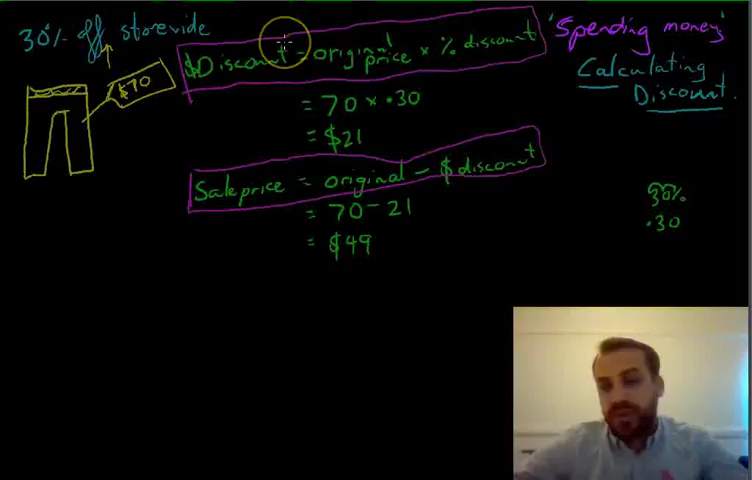 30% off storewide
$70
$Discount = original price × % discount
= 70 × .30
= $21
Sale price = original - $ discount
= 70 - 21
= $49
'Spending money'
Calculating
Discount.
30%
.30